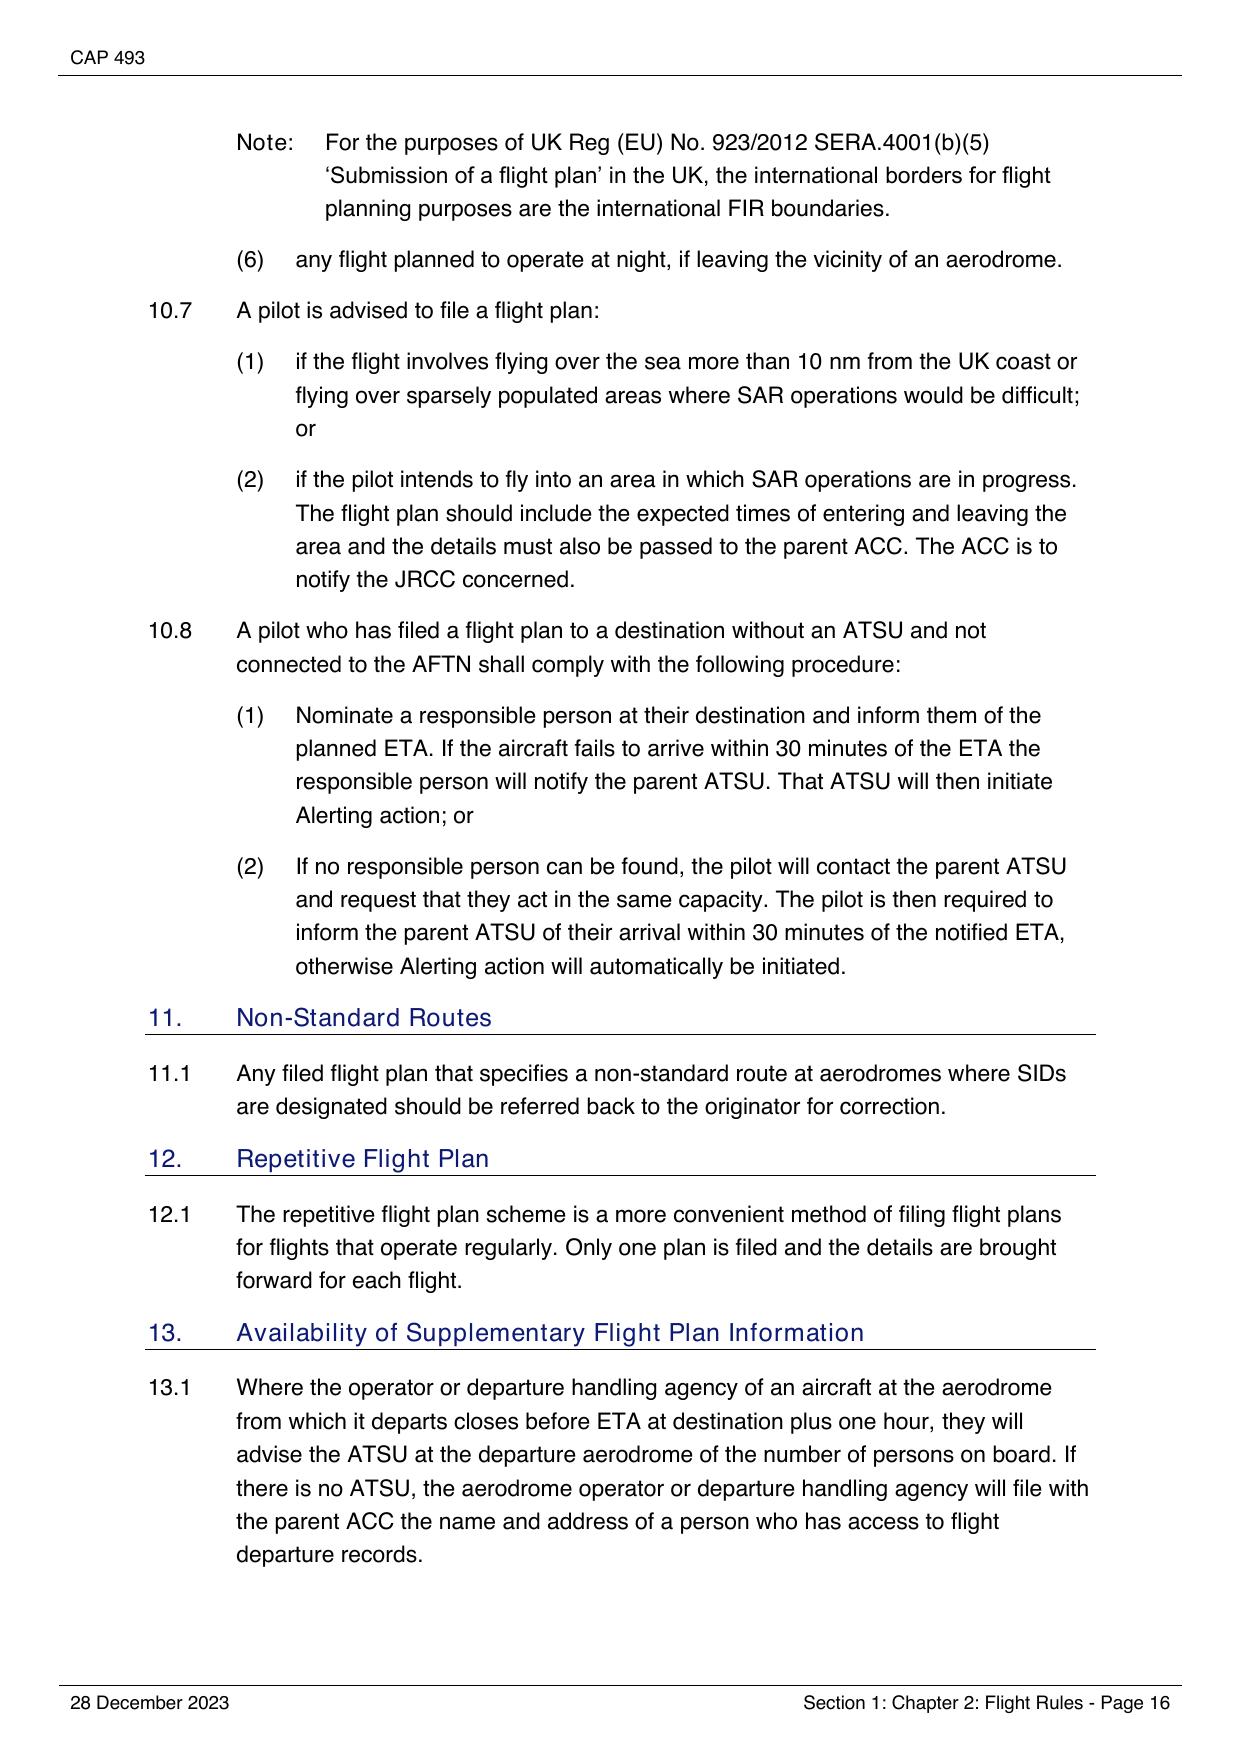 CAP 493
Note: For the purposes of UK Reg (EU) No. 923/2012 SERA.4001(b)(5)
‘Submission of a flight plan’ in the UK, the international borders for flight
planning purposes are the international FIR boundaries.
(6) any flight planned to operate at night, if leaving the vicinity of an aerodrome.
10.7 A pilot is advised to file a flight plan:
(1) if the flight involves flying over the sea more than 10 nm from the UK coast or
flying over sparsely populated areas where SAR operations would be difficult;
or
(2) if the pilot intends to fly into an area in which SAR operations are in progress.
The flight plan should include the expected times of entering and leaving the
area and the details must also be passed to the parent ACC. The ACC is to
notify the JRCC concerned.
10.8 A pilot who has filed a flight plan to a destination without an ATSU and not
connected to the AFTN shall comply with the following procedure:
(1) Nominate a responsible person at their destination and inform them of the
planned ETA. If the aircraft fails to arrive within 30 minutes of the ETA the
responsible person will notify the parent ATSU. That ATSU will then initiate
Alerting action; or
(2) If no responsible person can be found, the pilot will contact the parent ATSU
and request that they act in the same capacity. The pilot is then required to
inform the parent ATSU of their arrival within 30 minutes of the notified ETA,
otherwise Alerting action will automatically be initiated.
11. Non-Standard Routes
11.1 Any filed flight plan that specifies a non-standard route at aerodromes where SIDs
are designated should be referred back to the originator for correction.
12. Repetitive Flight Plan
12.1 The repetitive flight plan scheme is a more convenient method of filing flight plans
for flights that operate regularly. Only one plan is filed and the details are brought
forward for each flight.
13. Availability of Supplementary Flight Plan Information
13.1 Where the operator or departure handling agency of an aircraft at the aerodrome
from which it departs closes before ETA at destination plus one hour, they will
advise the ATSU at the departure aerodrome of the number of persons on board. If
there is no ATSU, the aerodrome operator or departure handling agency will file with
the parent ACC the name and address of a person who has access to flight
departure records.
28 December 2023 Section 1: Chapter 2: Flight Rules - Page 16